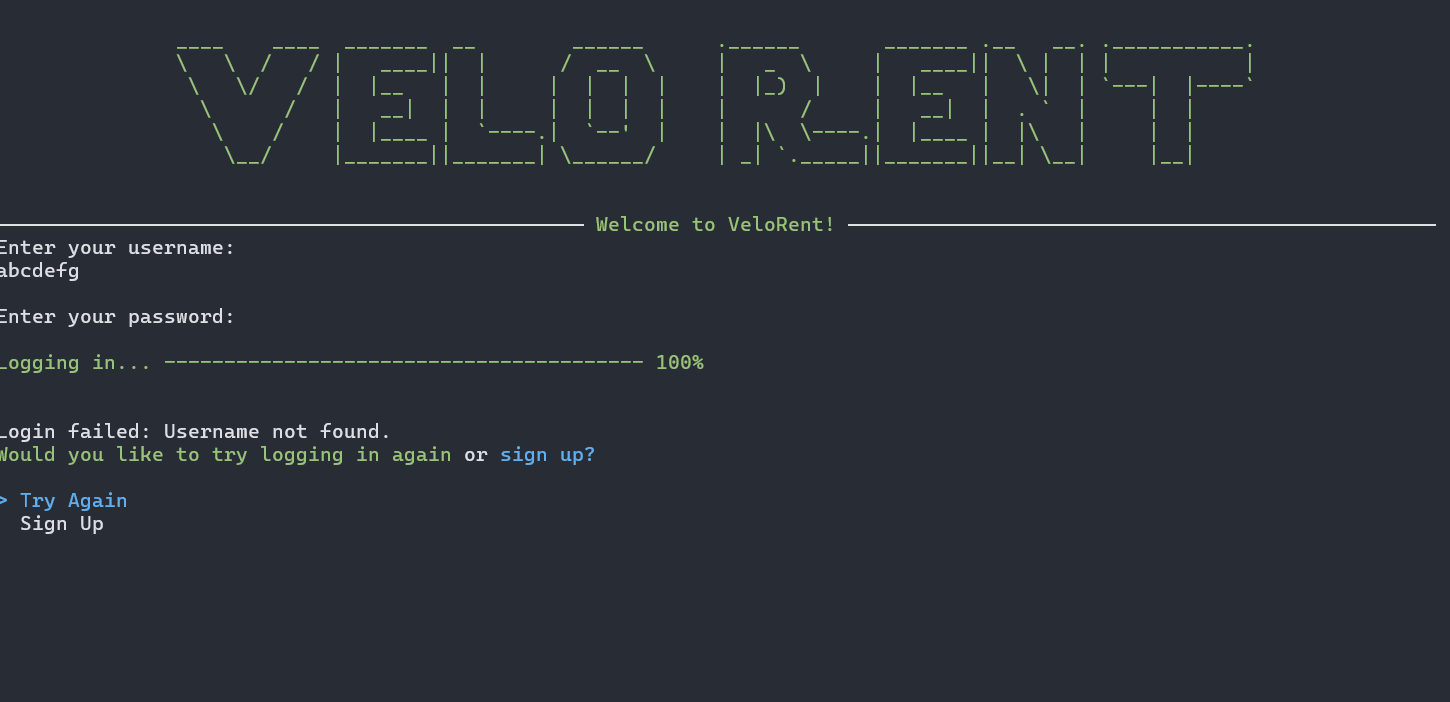 VELO RENT
Welcome to VeloRent!
Enter your username:
abcdefg
Enter your password:
Logging in... ---------------------------------------- 100%
Login failed: Username not found.
Would you like to try logging in again or sign up?
> Try Again
Sign Up